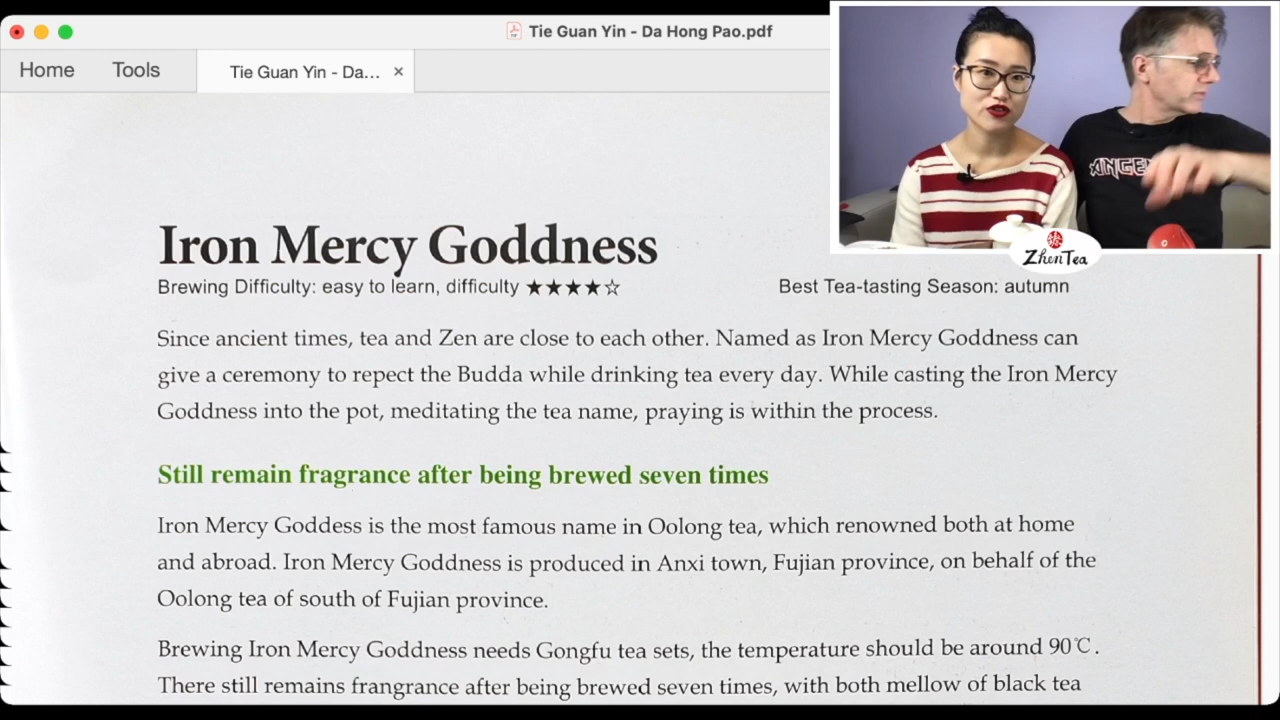 Tie Guan Yin - Da Hong Pao.pdf
Home Tools Tie Guan Yin - Da... ×
ANGE
ZhenTea
Iron Mercy Goddness
Brewing Difficulty: easy to learn, difficulty ★★★★☆ Best Tea-tasting Season: autumn
Since ancient times, tea and Zen are close to each other. Named as Iron Mercy Goddness can
give a ceremony to repect the Budda while drinking tea every day. While casting the Iron Mercy
Goddness into the pot, meditating the tea name, praying is within the process.
Still remain fragrance after being brewed seven times
Iron Mercy Goddess is the most famous name in Oolong tea, which renowned both at home
and abroad. Iron Mercy Goddness is produced in Anxi town, Fujian province, on behalf of the
Oolong tea of south of Fujian province.
Brewing Iron Mercy Goddness needs Gongfu tea sets, the temperature should be around 90℃.
There still remains frangrance after being brewed seven times, with both mellow of black tea